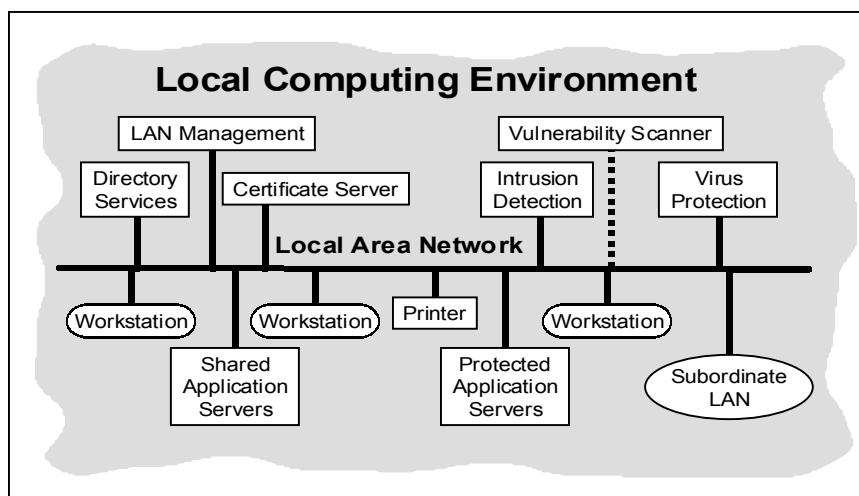 Local Computing Environment
LAN Management
Vulnerability Scanner
Directory
Services
Certificate Server
Intrusion
Detection
Virus
Protection
Local Area Network
Workstation
Workstation
Printer
Workstation
Shared
Application
Servers
Protected
Application
Servers
Subordinate
LAN